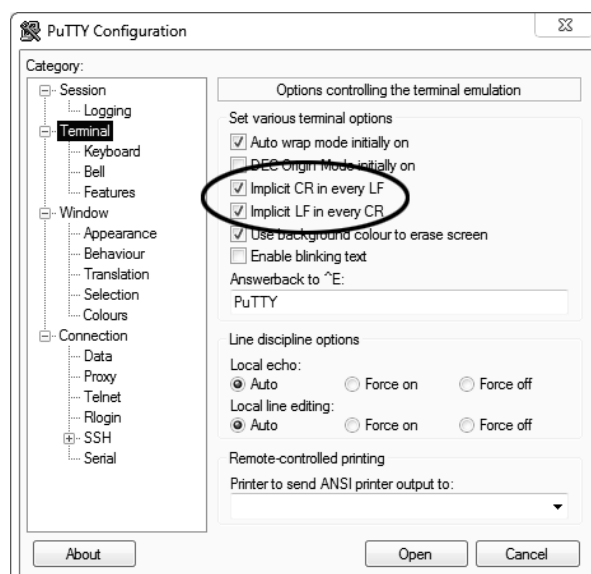 PuTTY Configuration
Category:
Session
Logging
Terminal
Keyboard
Bell
Features
Window
Appearance
Behaviour
Translation
Selection
Colours
Connection
Data
Proxy
Telnet
Rlogin
SSH
Serial
Options controlling the terminal emulation
Set various terminal options
Auto wrap mode initially on
DEC Origin Mode initially on
Implicit CR in every LF
Implicit LF in every CR
Use background colour to erase screen
Enable blinking text
Answerback to ^E:
PuTTY
Line discipline options
Local echo:
Auto Force on Force off
Local line editing:
Auto Force on Force off
Remote-controlled printing
Printer to send ANSI printer output to:
About Open Cancel